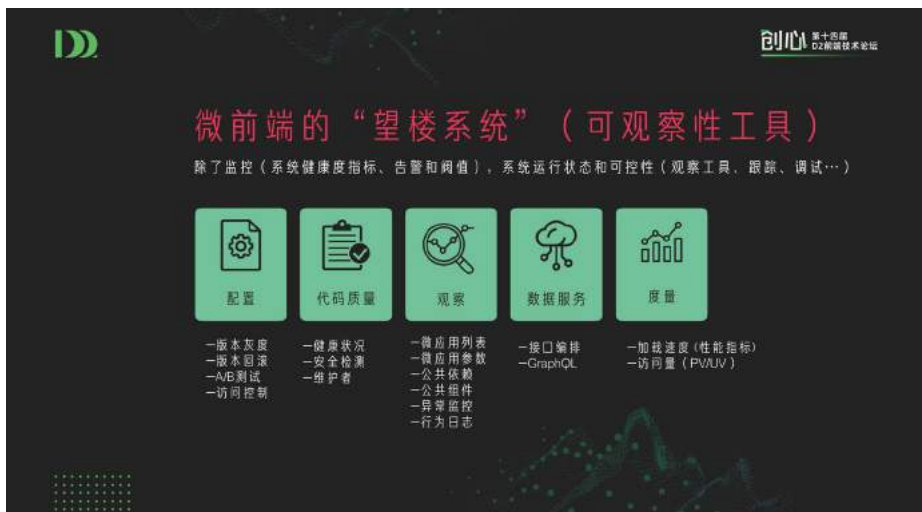 创心 第十四届
D2前端技术论坛
微前端的“望楼系统”（可观察性工具）
除了监控（系统健康度指标、告警和阀值），系统运行状态和可控性（观察工具、跟踪、调试…）
配置
—版本灰度
—版本回滚
—A/B测试
—访问控制
代码质量
—健康状况
—安全检测
—维护者
观察
—微应用列表
—微应用参数
—公共依赖
—公共组件
—异常监控
—行为日志
数据服务
—接口编排
—GraphQL
度量
—加载速度（性能指标）
—访问量（PV/UV）